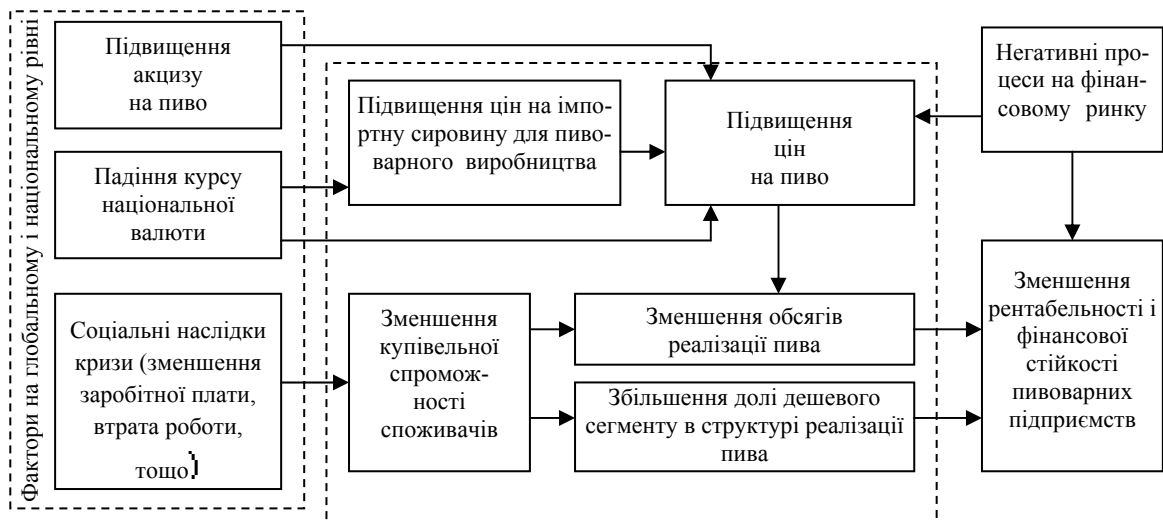 Фактори на глобальному і національному рівні
Підвищення
акцизу
на пиво
Падіння курсу
національної
валюти
Соціальні наслідки
кризи (зменшення
заробітної плати,
втрата роботи,
тощо)
Підвищення цін на імпо-
ртну сировину для пиво-
варного виробництва
Підвищення
цін
на пиво
Негативні про-
цеси на фінан-
совому ринку
Зменшення
купівельної
спромож-
ності
споживачів
Зменшення обсягів
реалізації пива
Збільшення долі дешевого
сегменту в структурі реалізації
пива
Зменшення
рентабельності і
фінансової
стійкості
пивоварних
підприємств